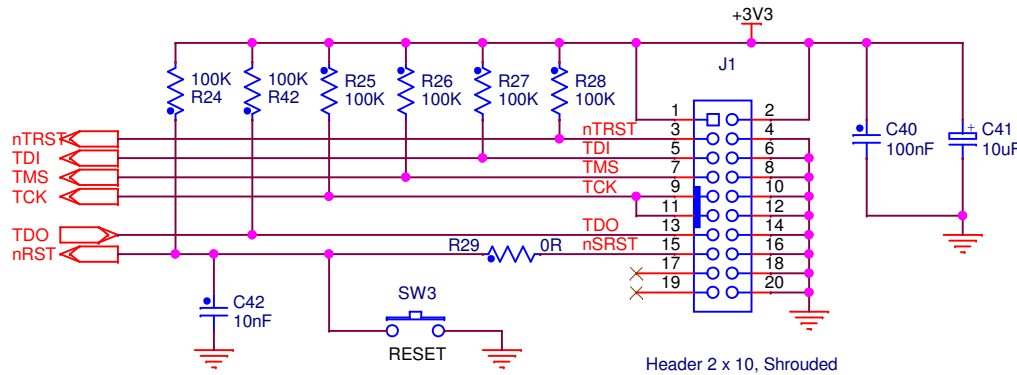 +3V3
J1
100K
R24
100K
R42
R25
100K
R26
100K
R27
100K
R28
100K
1
2
nTRST
nTRST
3
4
C40
100nF
C41
10uF
+
TDI
TDI
5
6
TMS
TMS
7
8
TCK
TCK
9
10
11
12
TDO
TDO
13
14
nRST
R29
0R
nSRST
15
16
17
18
19
20
C42
10nF
SW3
RESET
Header 2 x 10, Shrouded